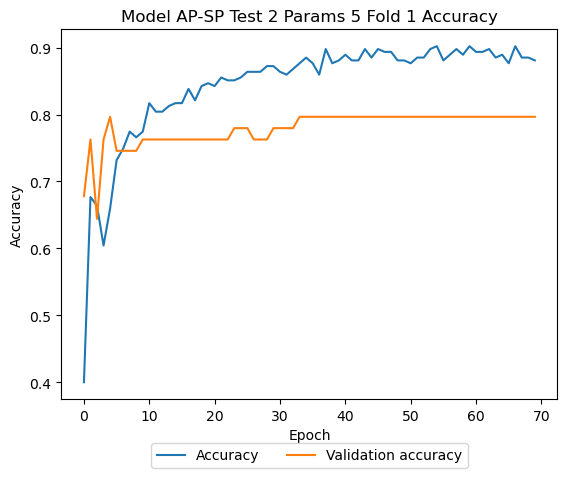 Model AP-SP Test 2 Params 5 Fold 1 Accuracy
0.9
0.8
0.7
0.6
0.5
0.4
Accuracy
0 10 20 30 40 50 60 70
Epoch
Accuracy Validation accuracy